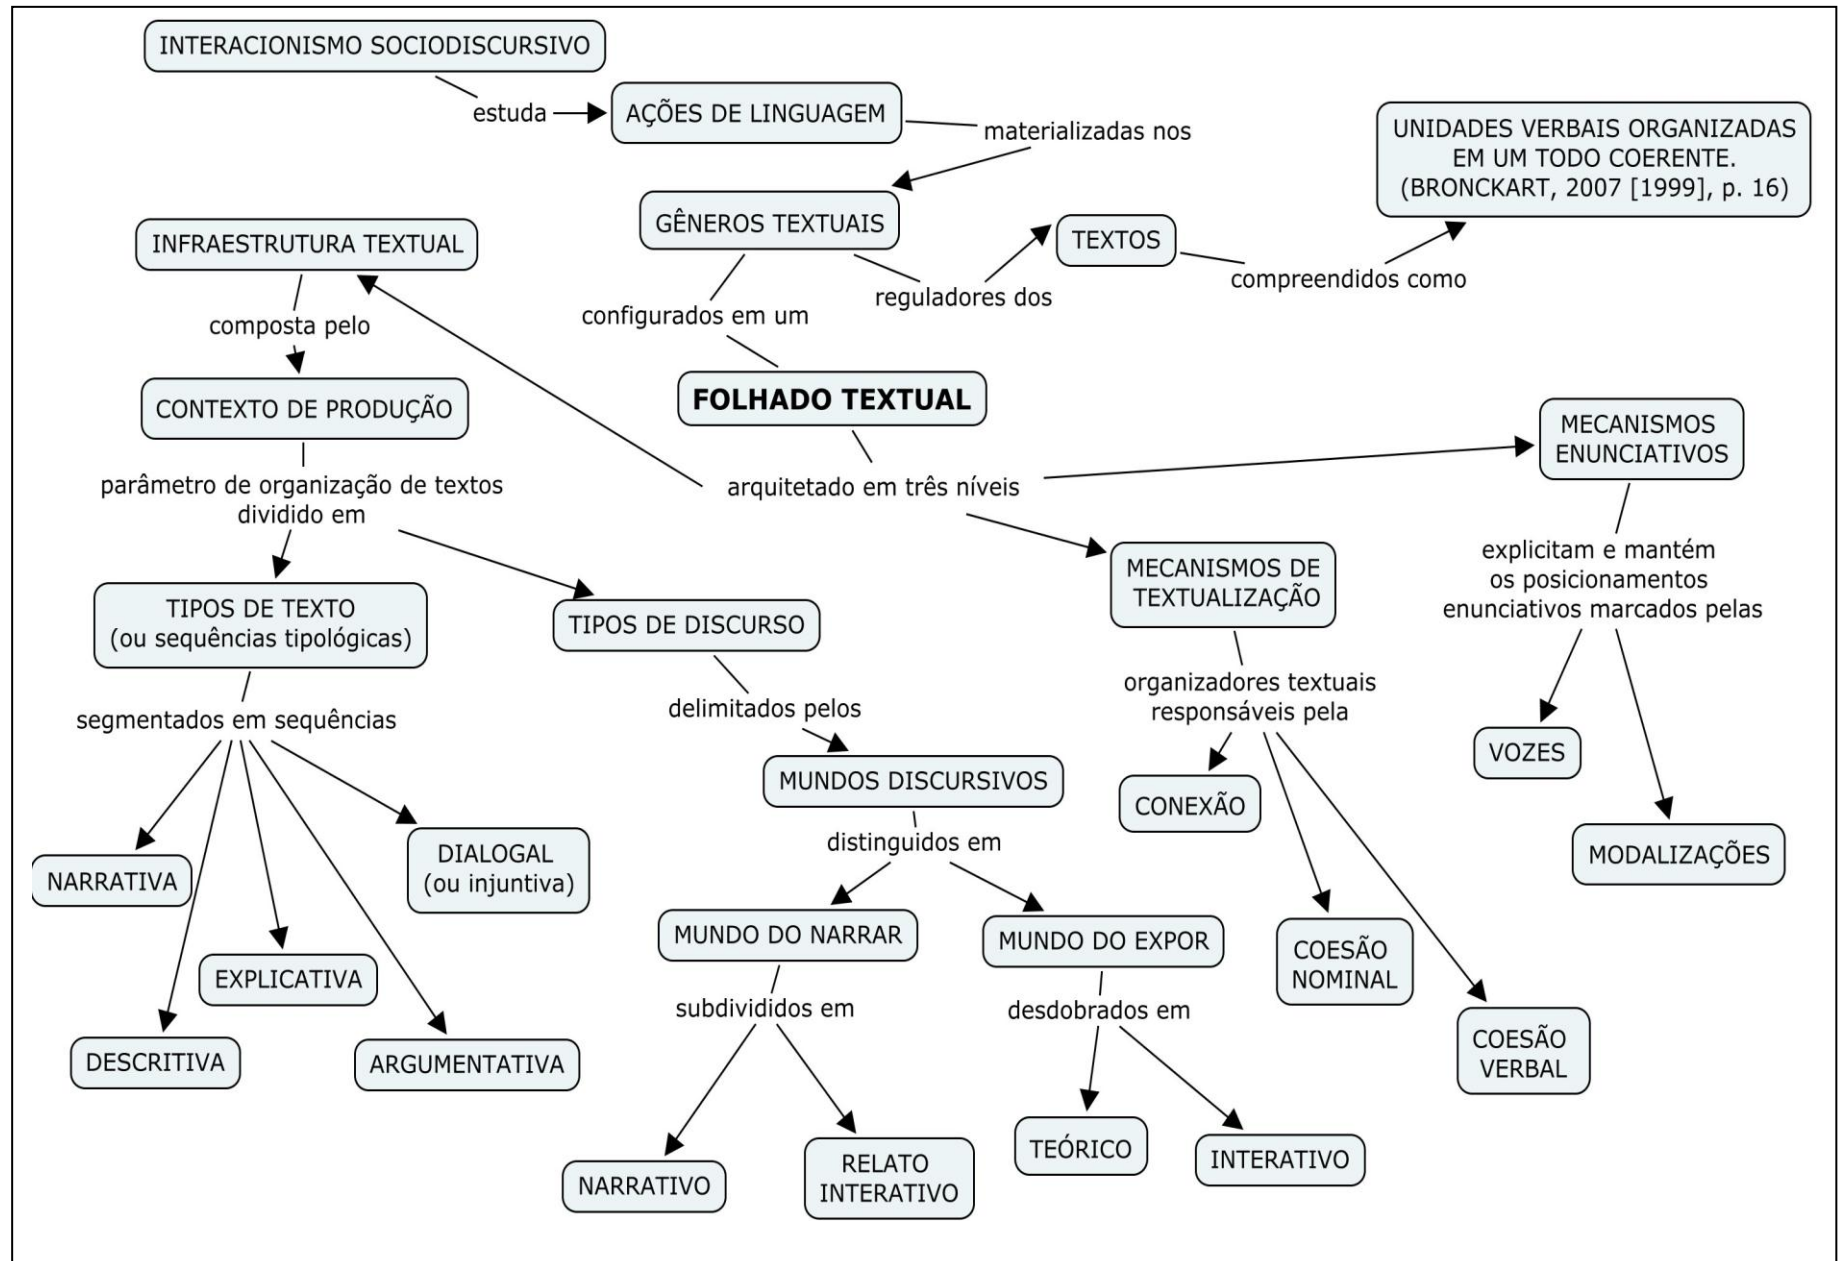 INTERACIONISMO SOCIODISCURSIVO
estuda
AÇÕES DE LINGUAGEM
materializadas nos
UNIDADES VERBAIS ORGANIZADAS
EM UM TODO COERENTE.
(BRONCKART, 2007 [1999], p. 16)
GÊNEROS TEXTUAIS
TEXTOS
compreendidos como
reguladores dos
configurados em um
INFRAESTRUTURA TEXTUAL
composta pelo
CONTEXTO DE PRODUÇÃO
FOLHADO TEXTUAL
MECANISMOS
ENUNCIATIVOS
parâmetro de organização de textos
dividido em
arquitetado em três níveis
MECANISMOS DE
TEXTUALIZAÇÃO
explicitam e mantém
os posicionamentos
enunciativos marcados pelas
TIPOS DE TEXTO
(ou sequências tipológicas)
TIPOS DE DISCURSO
segmentados em sequências
delimitados pelos
organizadores textuais
responsáveis pela
VOZES
MUNDOS DISCURSIVOS
CONEXÃO
distinguidos em
MODALIZAÇÕES
NARRATIVA
DIALOGAL
(ou injuntiva)
MUNDO DO NARRAR
MUNDO DO EXPOR
COESÃO
NOMINAL
EXPLICATIVA
subdivididos em
desdobrados em
DESCRITIVA
ARGUMENTATIVA
COESÃO
VERBAL
NARRATIVO
RELATO
INTERATIVO
TEÓRICO
INTERATIVO